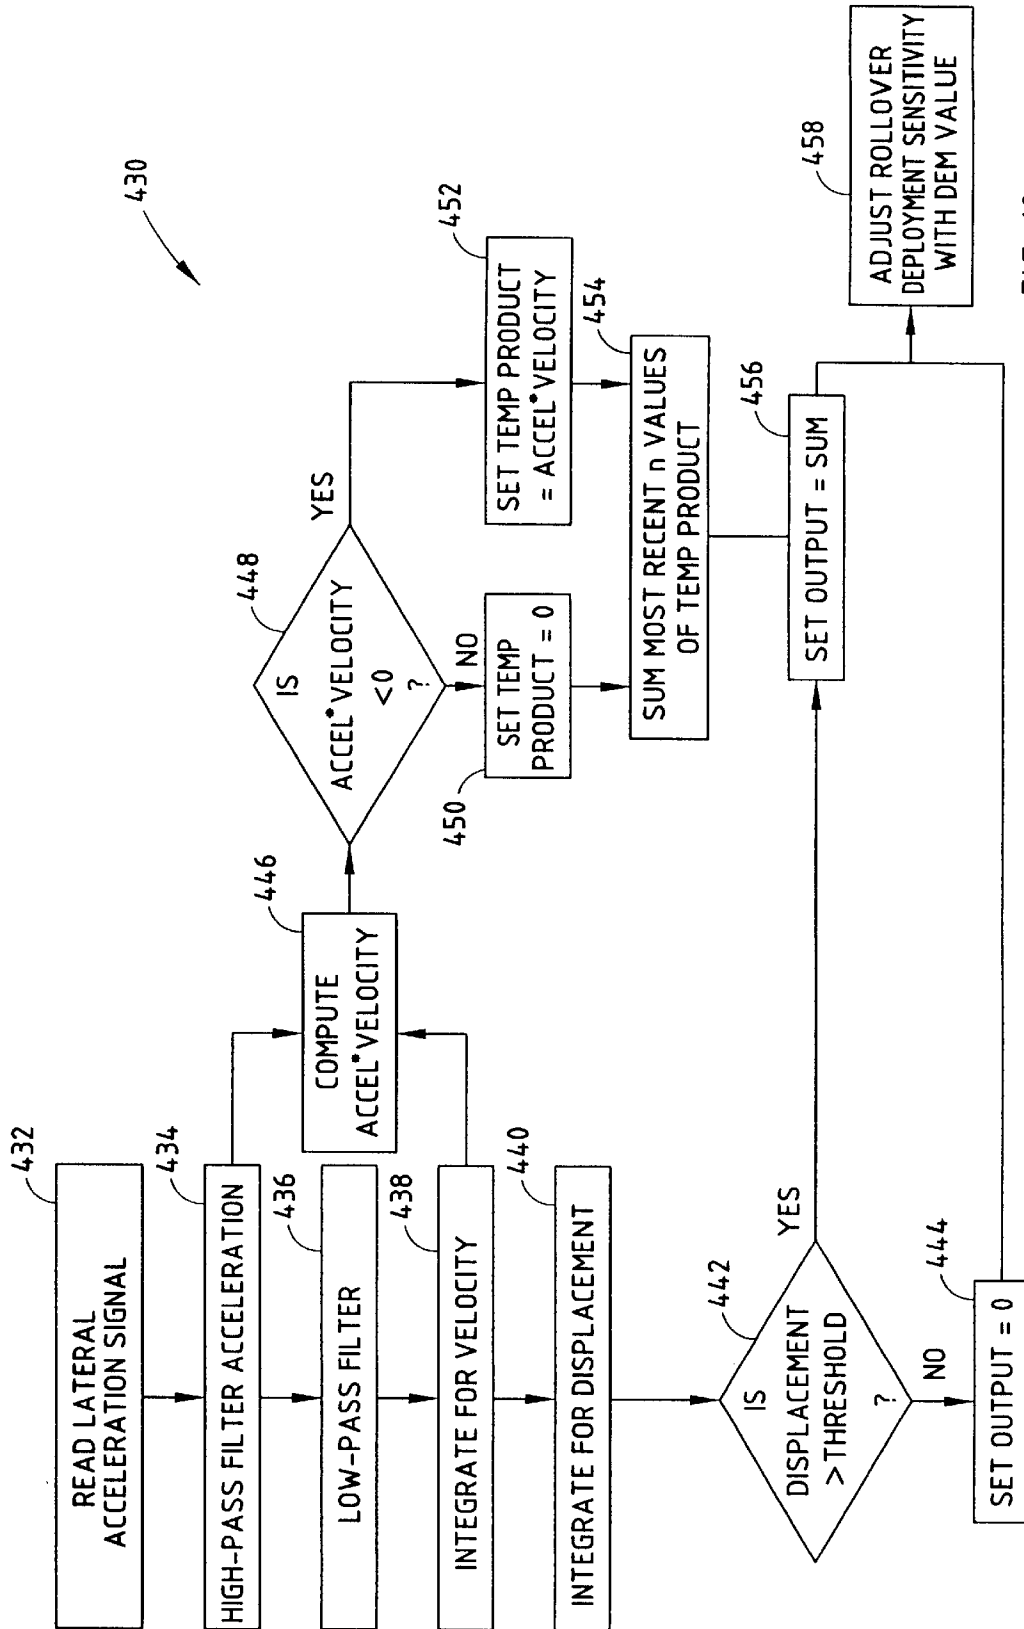 430
432
READ LATERAL
ACCELERATION SIGNAL
434
HIGH-PASS FILTER ACCELERATION
436
LOW-PASS FILTER
438
INTEGRATE FOR VELOCITY
440
INTEGRATE FOR DISPLACEMENT
442
IS
DISPLACEMENT
> THRESHOLD
?
YES
NO
444
SET OUTPUT = 0
446
COMPUTE
ACCEL*VELOCITY
448
IS
ACCEL*VELOCITY
<0
?
YES
NO
450
SET TEMP
PRODUCT = 0
452
SET TEMP PRODUCT
= ACCEL*VELOCITY
454
SUM MOST RECENT n VALUES
OF TEMP PRODUCT
456
SET OUTPUT = SUM
458
ADJUST ROLLOVER
DEPLOYMENT SENSITIVITY
WITH DEM VALUE